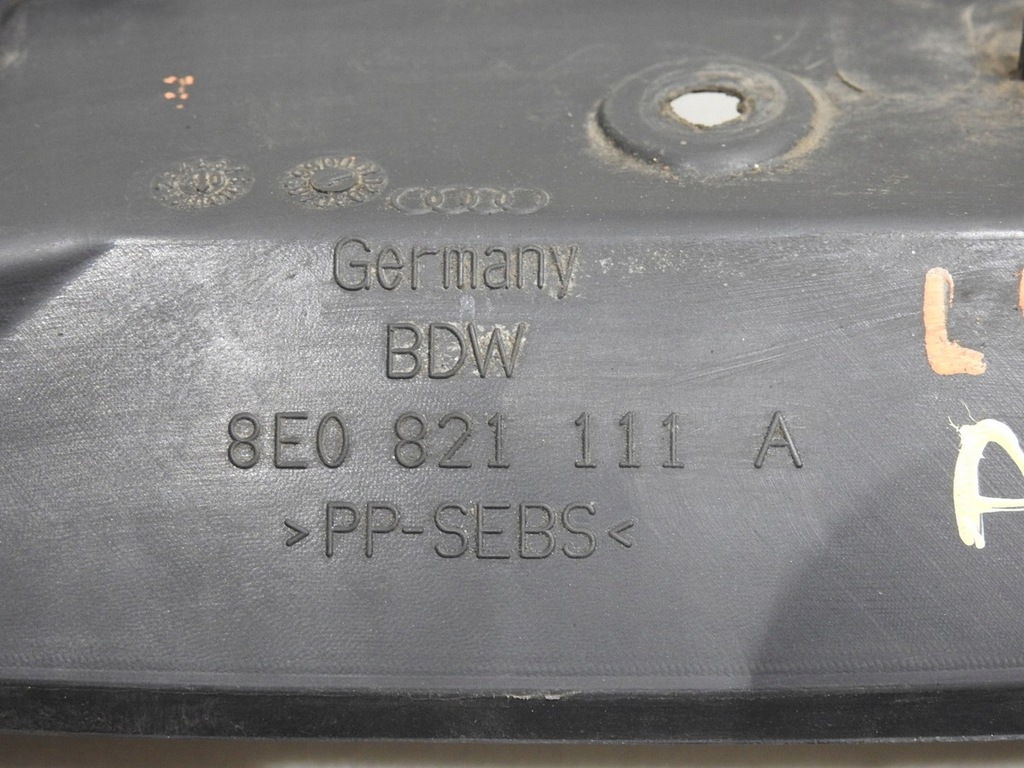 Germany
BDW
8E0 821 111 A
>PP-SEBS<
L